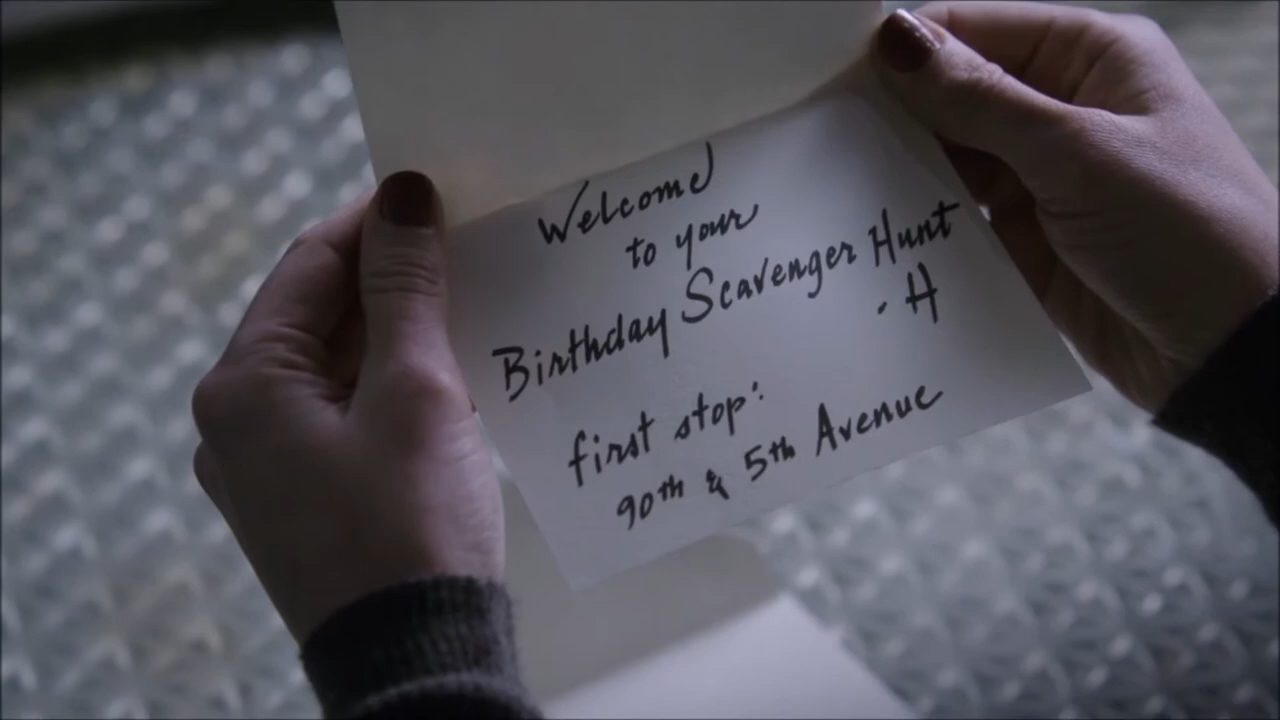 Welcome
to your
Birthday Scavenger Hunt
- H
first stop:
90th & 5th Avenue